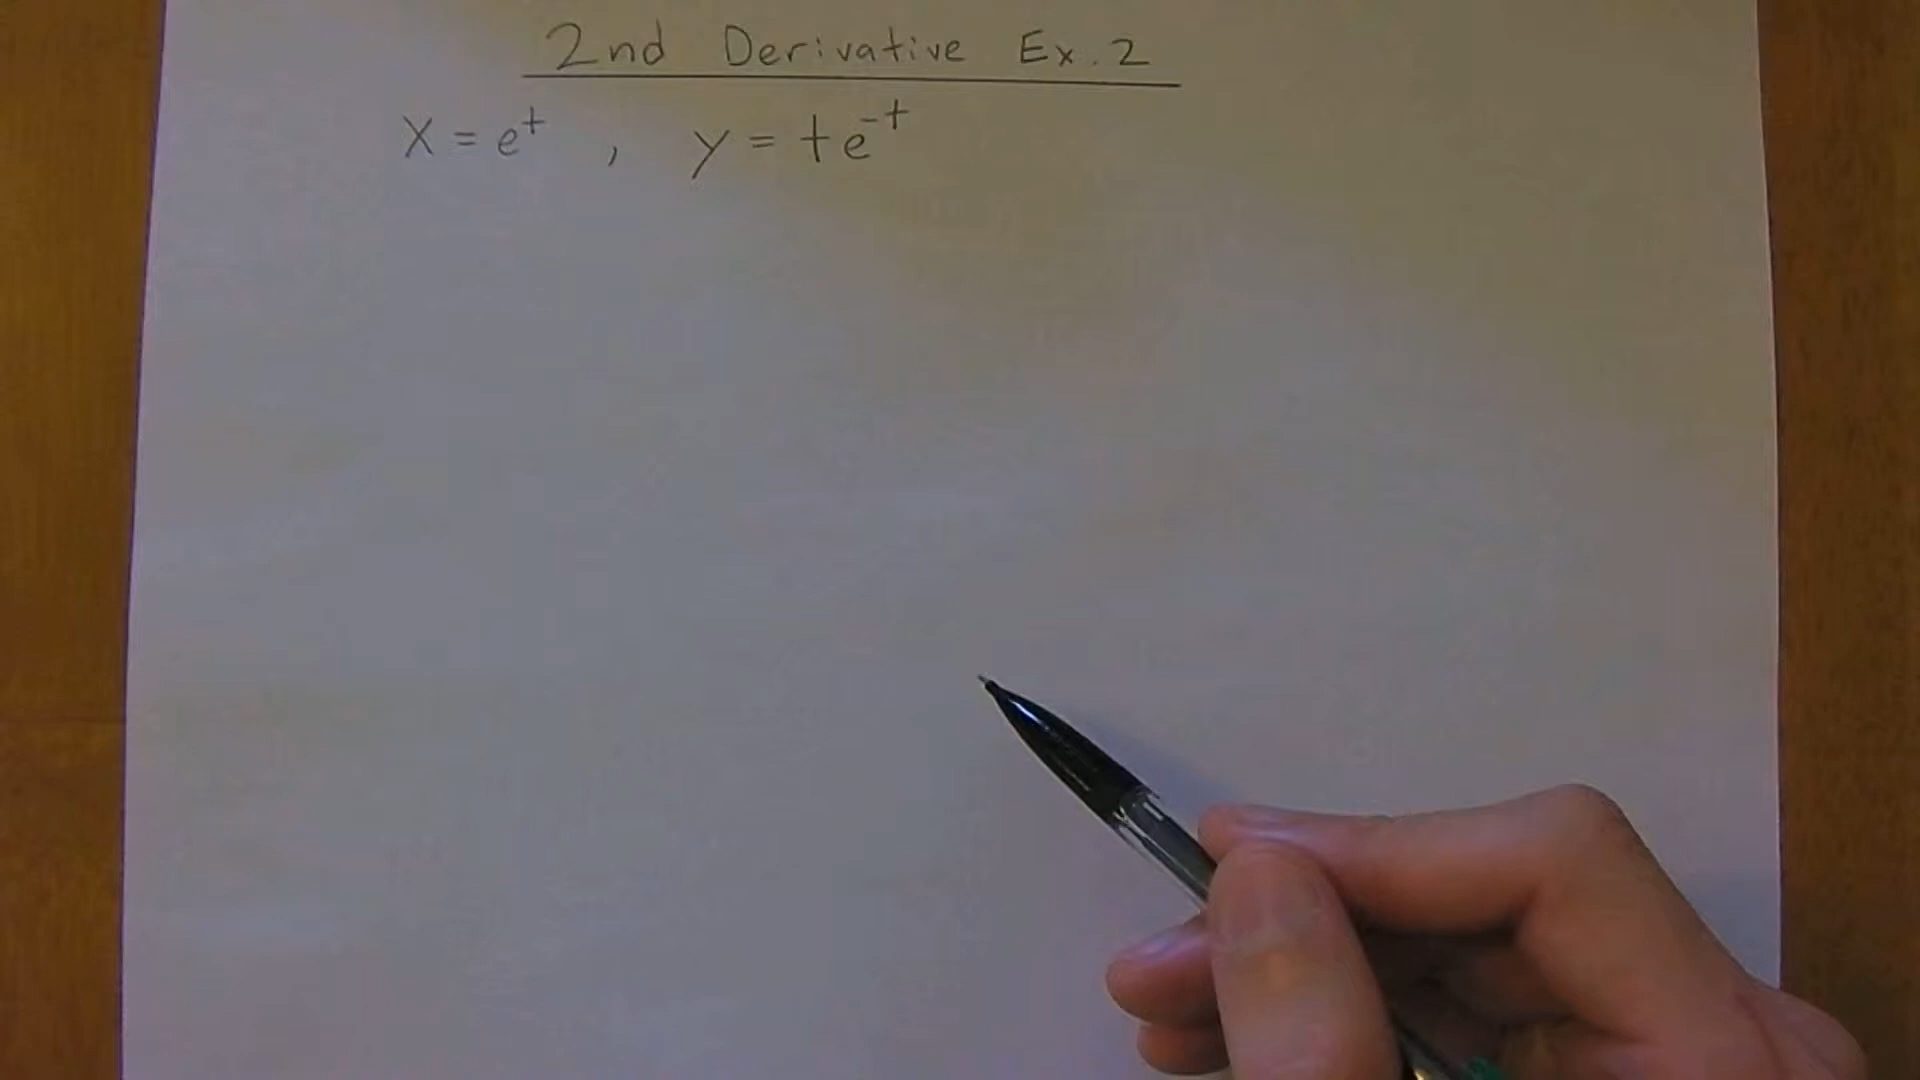 2nd Derivative Ex. 2
x = e^t , y = te^-t